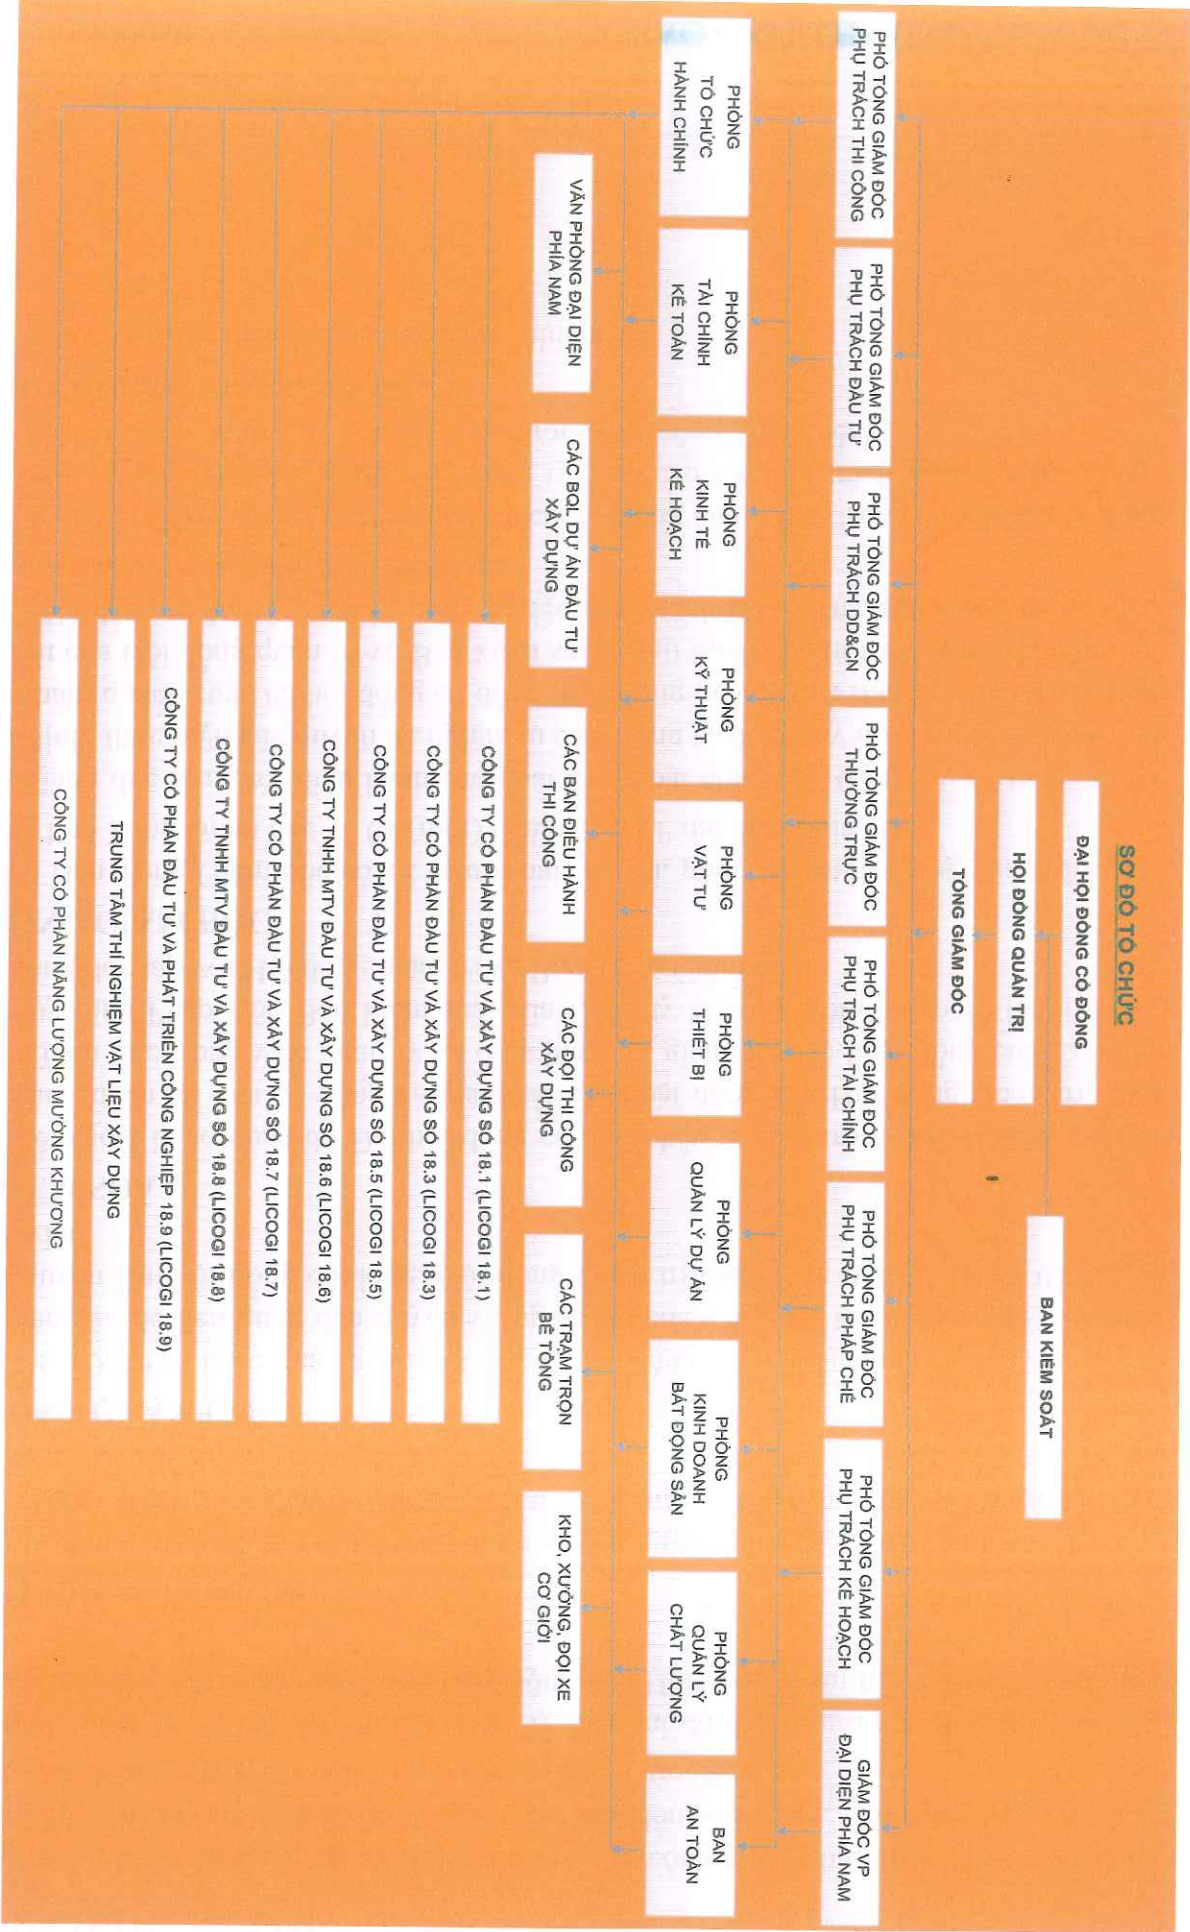 SƠ ĐỒ TỔ CHỨC
ĐẠI HỘI ĐỒNG CỔ ĐÔNG
HỘI ĐỒNG QUẢN TRỊ
BAN KIỂM SOÁT
TỔNG GIÁM ĐỐC
PHÓ TỔNG GIÁM ĐỐC
PHỤ TRÁCH THI CÔNG
PHÓ TỔNG GIÁM ĐỐC
PHỤ TRÁCH ĐẦU TƯ
PHÓ TỔNG GIÁM ĐỐC
PHỤ TRÁCH DD&CN
PHÓ TỔNG GIÁM ĐỐC
THƯỜNG TRỰC
PHÓ TỔNG GIÁM ĐỐC
PHỤ TRÁCH TÀI CHÍNH
PHÓ TỔNG GIÁM ĐỐC
PHỤ TRÁCH PHÁP CHẾ
PHÓ TỔNG GIÁM ĐỐC
PHỤ TRÁCH KẾ HOẠCH
GIÁM ĐỐC VP
ĐẠI DIỆN PHÍA NAM
PHÒNG
TỔ CHỨC
HÀNH CHÍNH
PHÒNG
TÀI CHÍNH
KẾ TOÁN
PHÒNG
KINH TẾ
KẾ HOẠCH
PHÒNG
KỸ THUẬT
PHÒNG
VẬT TƯ
PHÒNG
THIẾT BỊ
PHÒNG
QUẢN LÝ DỰ ÁN
PHÒNG
KINH DOANH
BẤT ĐỘNG SẢN
PHÒNG
QUẢN LÝ
CHẤT LƯỢNG
BAN
AN TOÀN
VĂN PHÒNG ĐẠI DIỆN
PHÍA NAM
CÁC BQL DỰ ÁN ĐẦU TƯ
XÂY DỰNG
CÁC BAN ĐIỀU HÀNH
THI CÔNG
CÁC ĐỘI THI CÔNG
XÂY DỰNG
CÁC TRẠM TRỘN
BÊ TÔNG
KHO, XƯỞNG, ĐỘI XE
CƠ GIỚI
CÔNG TY CỔ PHẦN ĐẦU TƯ VÀ XÂY DỰNG SỐ 18.1 (LICOGI 18.1)
CÔNG TY CỔ PHẦN ĐẦU TƯ VÀ XÂY DỰNG SỐ 18.3 (LICOGI 18.3)
CÔNG TY CỔ PHẦN ĐẦU TƯ VÀ XÂY DỰNG SỐ 18.5 (LICOGI 18.5)
CÔNG TY TNHH MTV ĐẦU TƯ VÀ XÂY DỰNG SỐ 18.6 (LICOGI 18.6)
CÔNG TY CỔ PHẦN ĐẦU TƯ VÀ XÂY DỰNG SỐ 18.7 (LICOGI 18.7)
CÔNG TY TNHH MTV ĐẦU TƯ VÀ XÂY DỰNG SỐ 18.8 (LICOGI 18.8)
CÔNG TY CỔ PHẦN ĐẦU TƯ VÀ PHÁT TRIỂN CÔNG NGHIỆP 18.9 (LICOGI 18.9)
TRUNG TÂM THÍ NGHIỆM VẬT LIỆU XÂY DỰNG
CÔNG TY CỔ PHẦN NĂNG LƯỢNG MƯỜNG KHƯƠNG